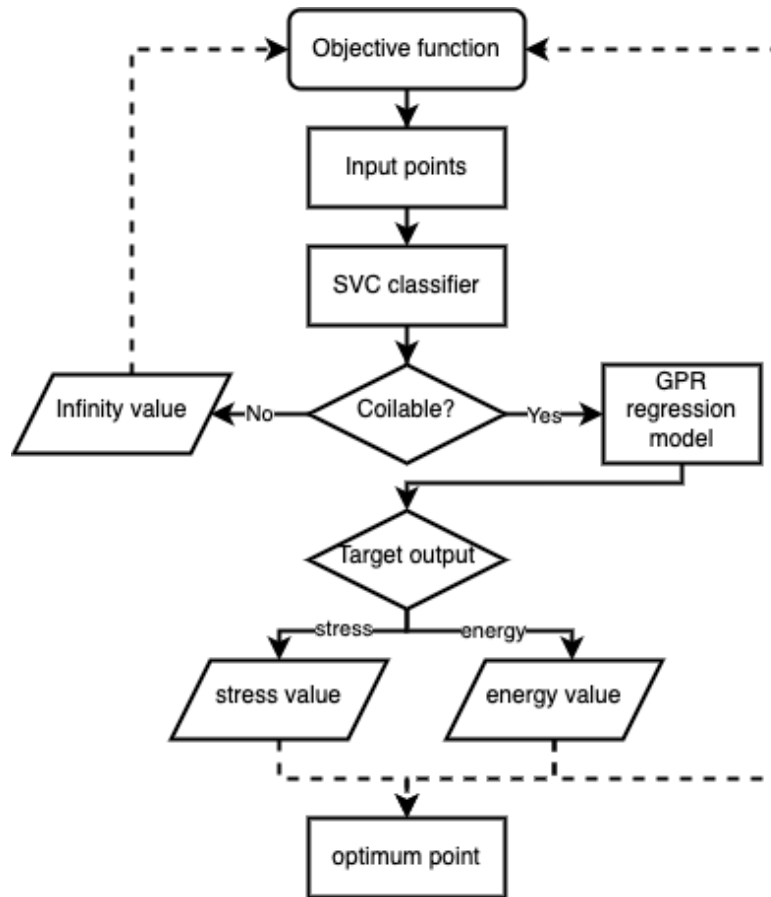 Objective function
Input points
SVC classifier
Infinity value
No
Coilable?
Yes
GPR
regression
model
Target output
stress
energy
stress value
energy value
optimum point